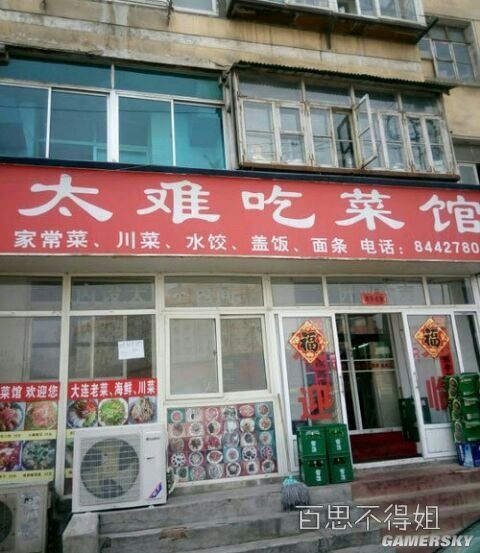 太难吃菜馆
家常菜、川菜、水饺、盖饭、面条 电话：8442780
福
福
迎
临
菜馆 欢迎您
大连老菜、海鲜、川菜
百思不得姐
GAMERSKY